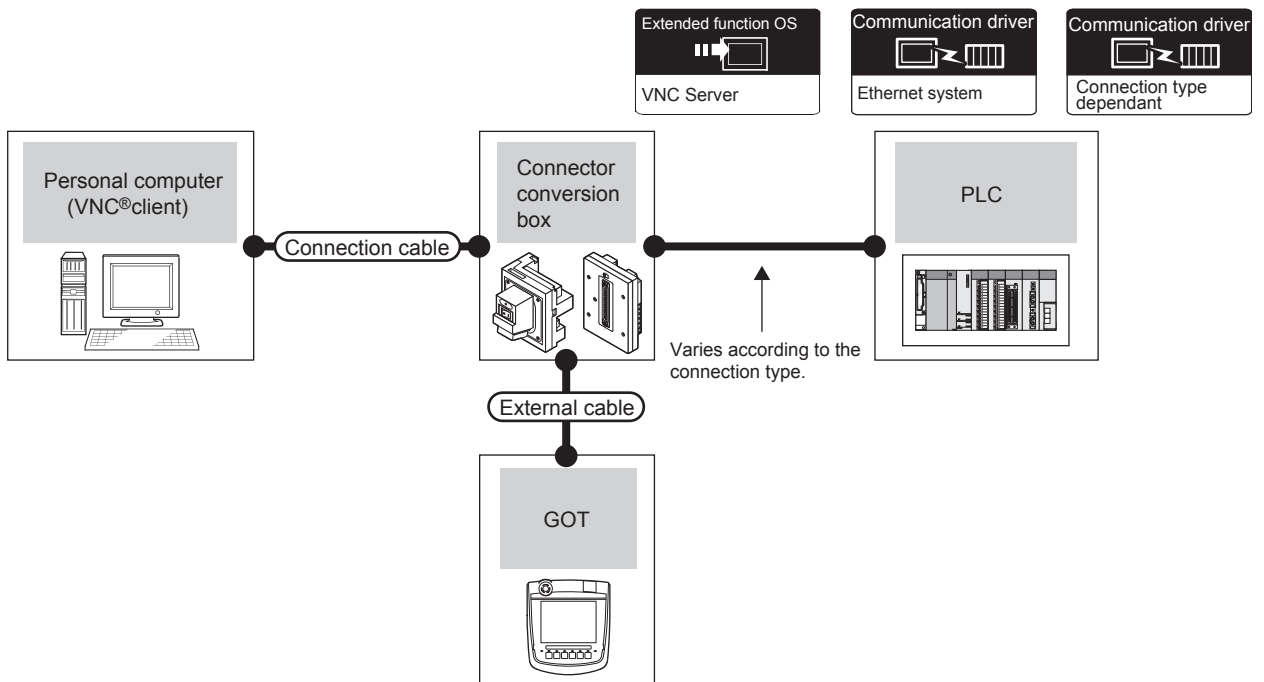 Extended function OS
VNC Server
Communication driver
Ethernet system
Communication driver
Connection type
dependant
Personal computer
(VNC®client)
Connection cable
Connector
conversion
box
PLC
Varies according to the
connection type.
External cable
GOT